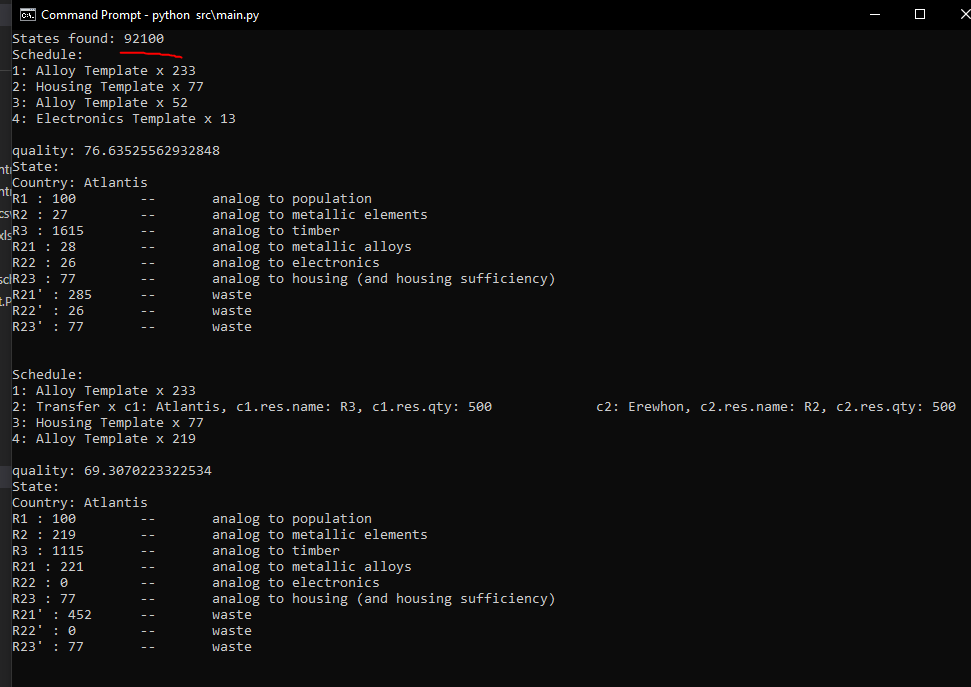 Command Prompt - python src\main.py
States found: 92100
Schedule:
1: Alloy Template x 233
2: Housing Template x 77
3: Alloy Template x 52
4: Electronics Template x 13
quality: 76.63525562932848
State:
Country: Atlantis
R1 : 100 -- analog to population
R2 : 27 -- analog to metallic elements
R3 : 1615 -- analog to timber
R21 : 28 -- analog to metallic alloys
R22 : 26 -- analog to electronics
R23 : 77 -- analog to housing (and housing sufficiency)
R21' : 285 -- waste
R22' : 26 -- waste
R23' : 77 -- waste
Schedule:
1: Alloy Template x 233
2: Transfer x c1: Atlantis, c1.res.name: R3, c1.res.qty: 500 c2: Erewhon, c2.res.name: R2, c2.res.qty: 500
3: Housing Template x 77
4: Alloy Template x 219
quality: 69.3070223322534
State:
Country: Atlantis
R1 : 100 -- analog to population
R2 : 219 -- analog to metallic elements
R3 : 1115 -- analog to timber
R21 : 221 -- analog to metallic alloys
R22 : 0 -- analog to electronics
R23 : 77 -- analog to housing (and housing sufficiency)
R21' : 452 -- waste
R22' : 0 -- waste
R23' : 77 -- waste